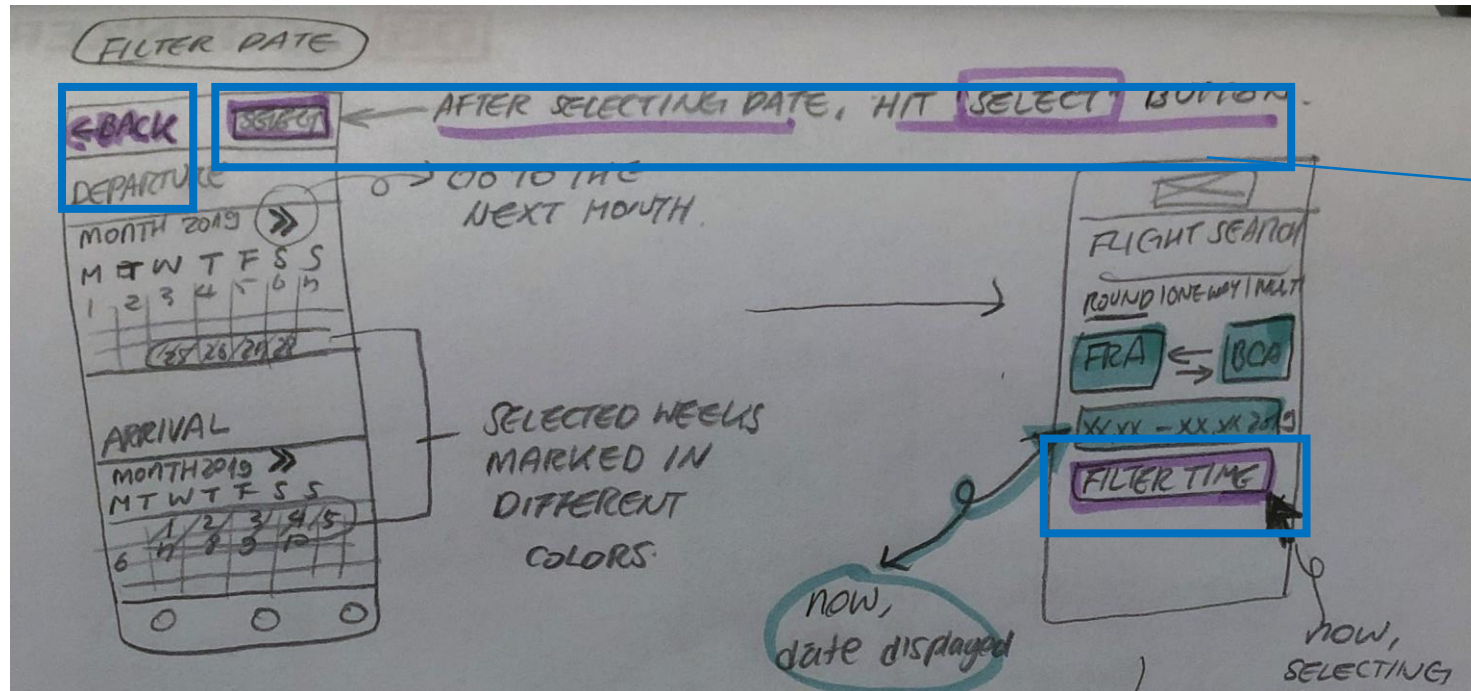 FILTER DATE
←BACK
SELECT
← AFTER SELECTING DATE, HIT "SELECT" BUTTON.
DEPARTURE
→ GO TO THE
NEXT MONTH.
MONTH 2019 >>
M T W T F S S
1 2 3 4 5 6 7
25 26 27 28
ARRIVAL
MONTH 2019 >>
M T W T F S S
1 2 3 4 5
6 7 8 9 10
SELECTED WEEKS
MARKED IN
DIFFERENT
COLORS.
FLIGHT SEARCH
ROUND | ONE WAY | MULT
FRA ⇄ BCA
XX.XX - XX.XX 2019
FILTER TIME
now,
date displayed
now,
SELECTING